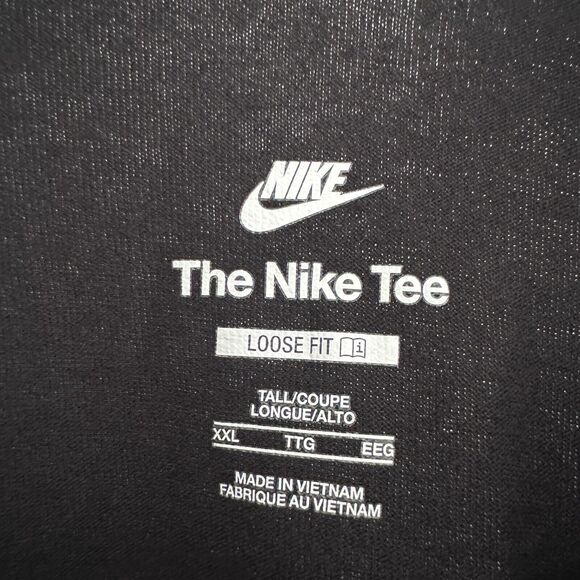 NIKE
The Nike Tee
LOOSE FIT
TALL/COUPE
LONGUE/ALTO
XXL TTG EEG
MADE IN VIETNAM
FABRIQUE AU VIETNAM